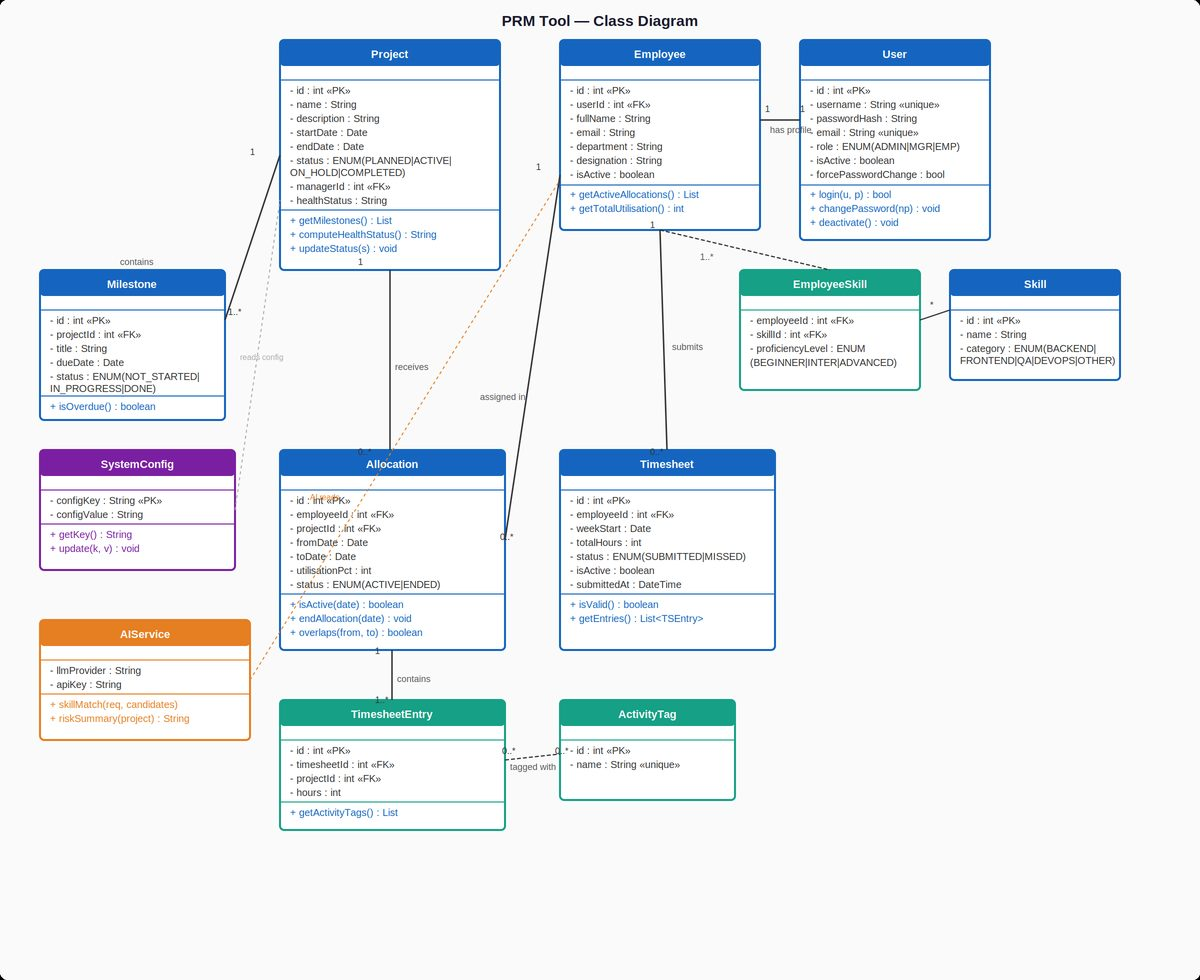 PRM Tool — Class Diagram
Project
- id : int «PK»
- name : String
- description : String
- startDate : Date
- endDate : Date
- status : ENUM(PLANNED|ACTIVE|
ON_HOLD|COMPLETED)
- managerId : int «FK»
- healthStatus : String
+ getMilestones() : List
+ computeHealthStatus() : String
+ updateStatus(s) : void
Employee
- id : int «PK»
- userId : int «FK»
- fullName : String
- email : String
- department : String
- designation : String
- isActive : boolean
+ getActiveAllocations() : List
+ getTotalUtilisation() : int
1
1
has profile
User
- id : int «PK»
- username : String «unique»
- passwordHash : String
- email : String «unique»
- role : ENUM(ADMIN|MGR|EMP)
- isActive : boolean
- forcePasswordChange : bool
+ login(u, p) : bool
+ changePassword(np) : void
+ deactivate() : void
1
contains
1..*
Milestone
- id : int «PK»
- projectId : int «FK»
- title : String
- dueDate : Date
- status : ENUM(NOT_STARTED|
IN_PROGRESS|DONE)
+ isOverdue() : boolean
reads config
1
receives
0..*
1
assigned in
0..*
1
1..*
submits
0..*
EmployeeSkill
- employeeId : int «FK»
- skillId : int «FK»
- proficiencyLevel : ENUM
(BEGINNER|INTER|ADVANCED)
*
Skill
- id : int «PK»
- name : String
- category : ENUM(BACKEND|
FRONTEND|QA|DEVOPS|OTHER)
SystemConfig
- configKey : String «PK»
- configValue : String
+ getKey() : String
+ update(k, v) : void
Allocation
AI reads
- id : int «PK»
- employeeId : int «FK»
- projectId : int «FK»
- fromDate : Date
- toDate : Date
- utilisationPct : int
- status : ENUM(ACTIVE|ENDED)
+ isActive(date) : boolean
+ endAllocation(date) : void
+ overlaps(from, to) : boolean
Timesheet
- id : int «PK»
- employeeId : int «FK»
- weekStart : Date
- totalHours : int
- status : ENUM(SUBMITTED|MISSED)
- isActive : boolean
- submittedAt : DateTime
+ isValid() : boolean
+ getEntries() : List<TSEntry>
AIService
- llmProvider : String
- apiKey : String
+ skillMatch(req, candidates)
+ riskSummary(project) : String
1
contains
1..*
TimesheetEntry
- id : int «PK»
- timesheetId : int «FK»
- projectId : int «FK»
- hours : int
+ getActivityTags() : List
0..*
0..*
tagged with
ActivityTag
- id : int «PK»
- name : String «unique»